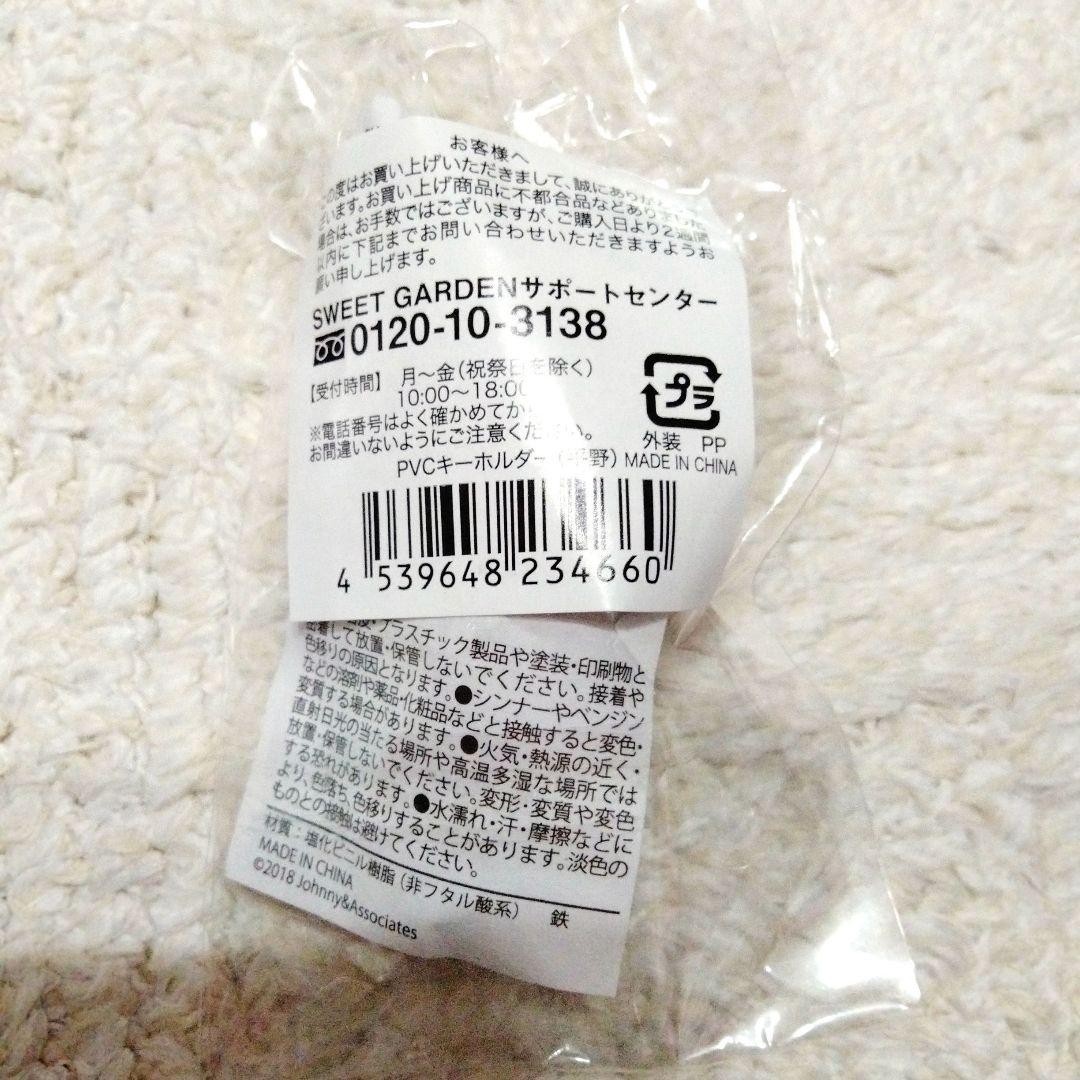 お客様へ
の度はお買い上げいただきまして、誠にありがと
ざいます。お買い上げ商品に不都合品などありました
場合は、お手数ではございますが、ご購入日より2週間
以内に下記までお問い合わせいただきますようお
願い申し上げます。
SWEET GARDENサポートセンター
0120-10-3138
【受付時間】 月〜金(祝祭日を除く)
10:00〜18:00
※電話番号はよく確かめてから
お間違いないようにご注意ください。
プラ
外装 PP
PVCキーホルダー(平野) MADE IN CHINA
4 539648 234660
・プラスチック製品や塗装・印刷物と
密着して放置・保管しないでください。接着や
色移りの原因となります。●シンナーやベンジン
などの溶剤や薬品・化粧品などと接触すると変色・
変質する場合があります。●火気・熱源の近く・
直射日光の当たる場所や高温多湿な場所では
放置・保管しないでください。変形・変質や変色
する恐れがあります。●水濡れ・汗・摩擦などに
より、色落ち、色移りすることがあります。淡色の
ものとの接触は避けてください。
材質:塩化ビニル樹脂(非フタル酸系) 鉄
MADE IN CHINA
©2018 Johnny&Associates